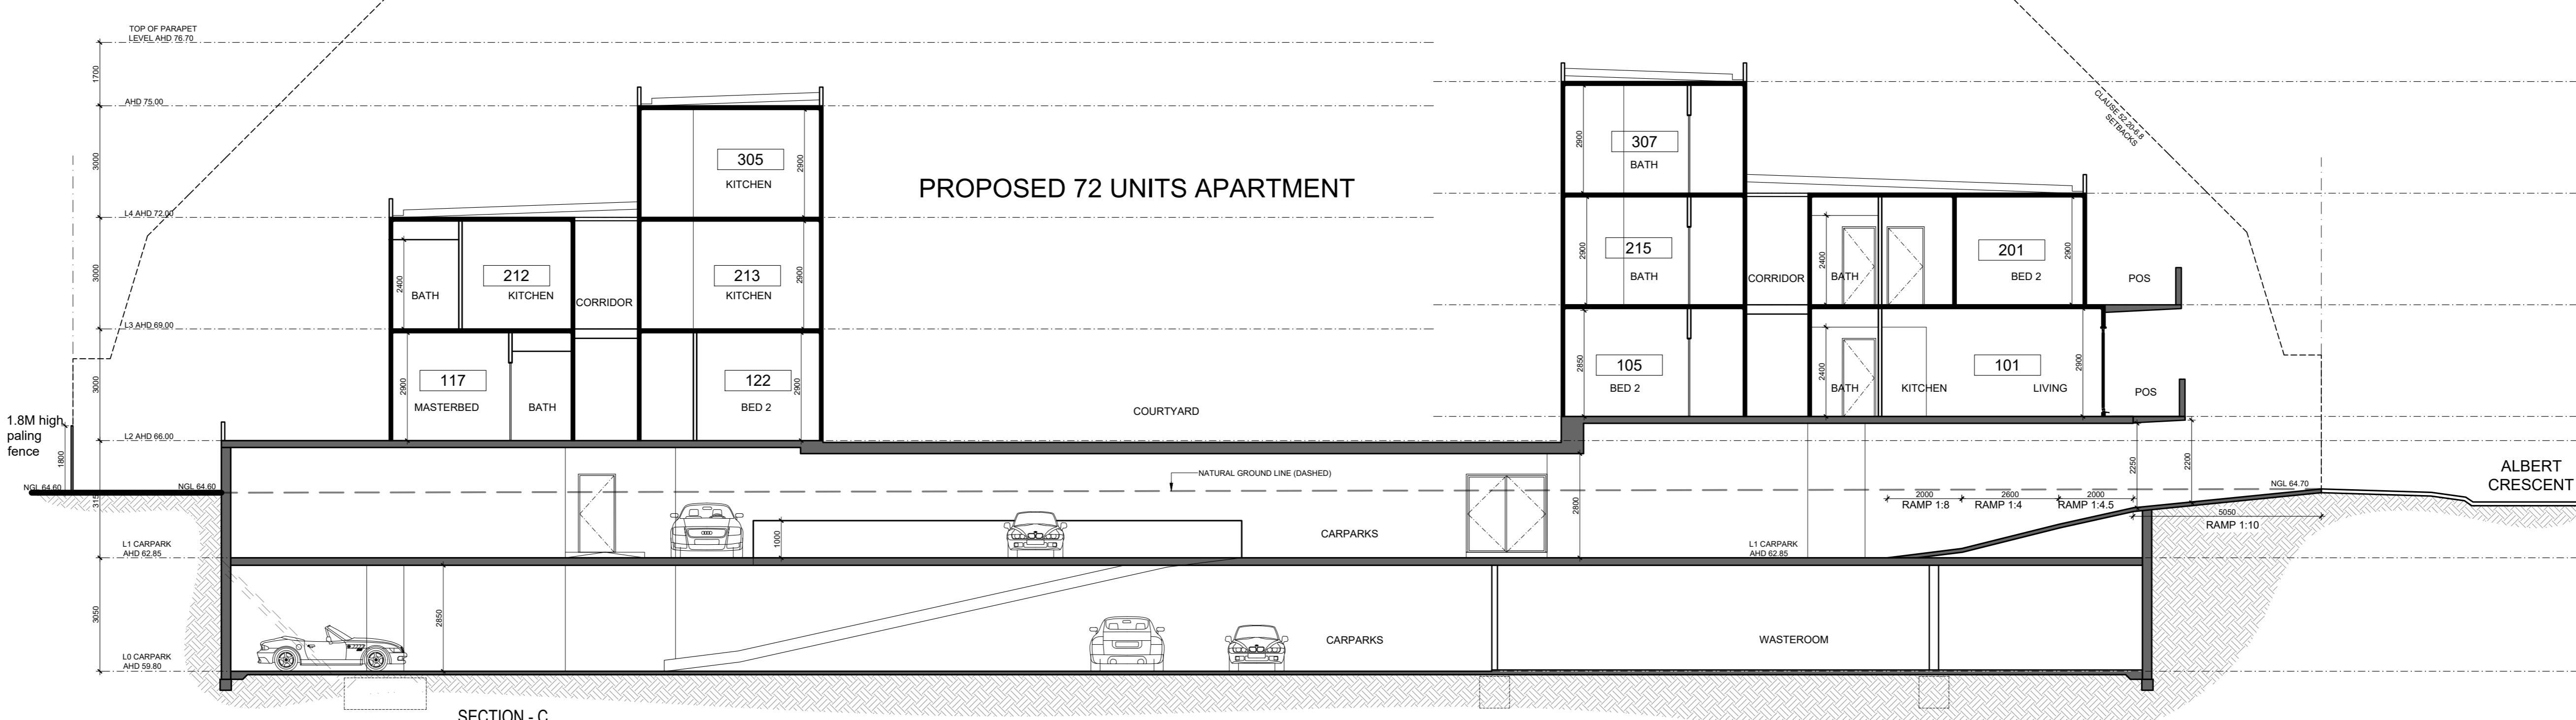 TOP OF PARAPET
LEVEL AHD 76.70
1700
AHD 75.00
3000
L4 AHD 72.00
3000
L3 AHD 69.00
3000
L2 AHD 66.00
1.8M high
paling
fence
1800
NGL 64.60
NGL 64.60
L1 CARPARK
AHD 62.85
3050
L0 CARPARK
AHD 59.80
305
KITCHEN
2900
212
BATH
KITCHEN
2400
CORRIDOR
213
KITCHEN
2900
117
MASTERBED
BATH
2900
122
BED 2
2900
PROPOSED 72 UNITS APARTMENT
COURTYARD
307
BATH
2900
215
BATH
2900
CORRIDOR
201
BATH
BED 2
2400
2900
POS
105
BED 2
2850
101
BATH
KITCHEN
LIVING
2400
2900
POS
CLAUSE 52.20-6.8
SETBACKS
NATURAL GROUND LINE (DASHED)
2800
2250
2200
2000
RAMP 1:8
2600
RAMP 1:4
2000
RAMP 1:4.5
5050
RAMP 1:10
NGL 64.70
ALBERT
CRESCENT
1000
CARPARKS
L1 CARPARK
AHD 62.85
2850
CARPARKS
WASTEROOM
SECTION - C